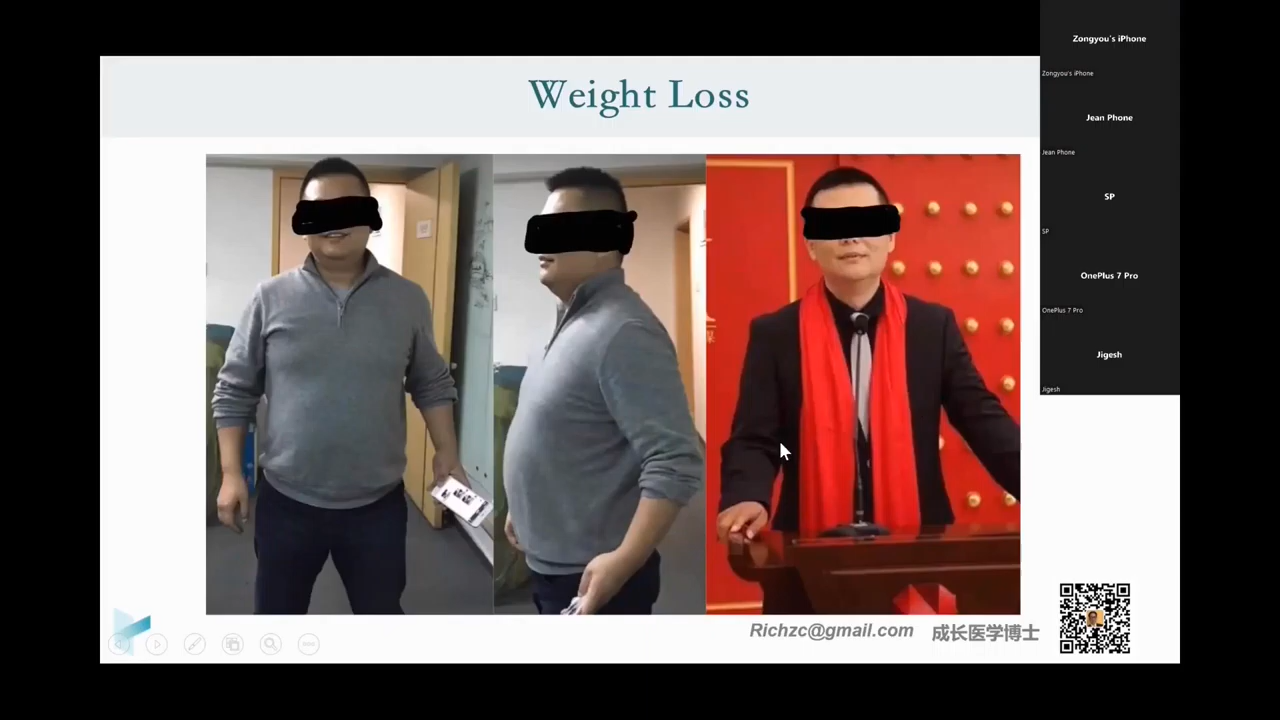 Weight Loss
Richzc@gmail.com 成长医学博士
Zongyou's iPhone
Zongyou's iPhone
Jean Phone
Jean Phone
SP
SP
OnePlus 7 Pro
OnePlus 7 Pro
Jigesh
Jigesh